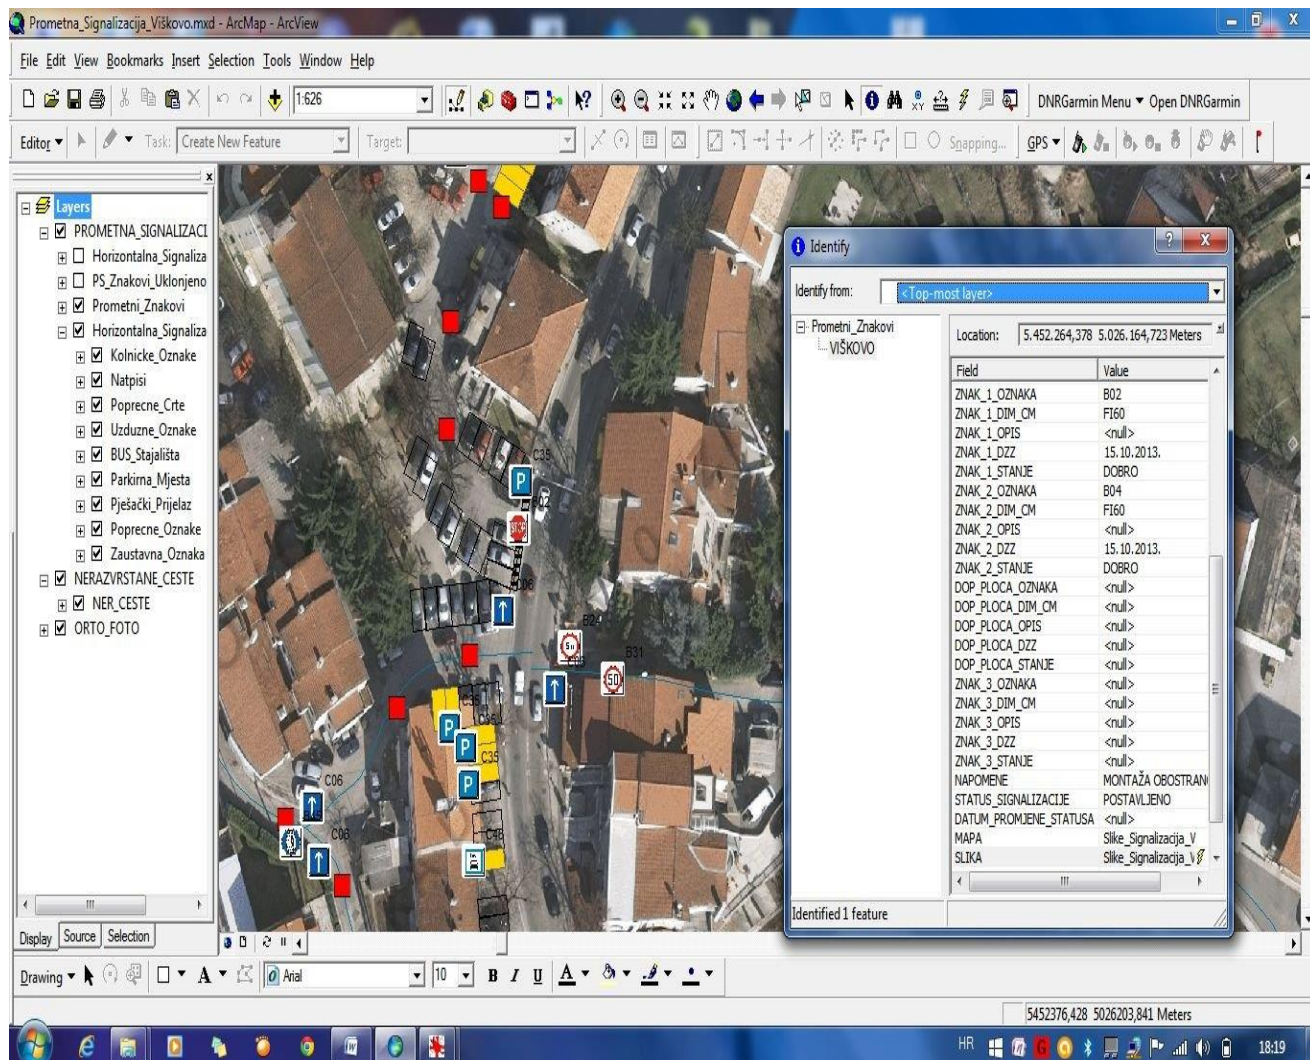 Prometna_Signalizacija_Viškovo.mxd - ArcMap - ArcView
File Edit View Bookmarks Insert Selection Tools Window Help
1:626
DNRGarmin Menu Open DNRGarmin
Editor Task: Create New Feature Target: Snapping... GPS
Layers
PROMETNA_SIGNALIZACI
Horizontalna_Signaliza
PS_Znakovi_Uklonjeno
Prometni_Znakovi
Horizontalna_Signaliza
Kolnicke_Oznake
Natpisi
Poprecne_Crte
Uzduzne_Oznake
BUS_Stajališta
Parkirna_Mjesta
Pješački_Prijelaz
Poprecne_Oznake
Zaustavna_Oznaka
NERAZVRSTANE_CESTE
NER_CESTE
ORTO_FOTO
Display Source Selection
C35
P
B02
STOP
C06
B31
50
C35
P
P
C35
P
C06
C06
Identify
Identify from: <Top-most layer>
Prometni_Znakovi
VIŠKOVO
Location: 5.452.264,378 5.026.164,723 Meters
Field Value
ZNAK_1_OZNAKA B02
ZNAK_1_DIM_CM FI60
ZNAK_1_OPIS <null>
ZNAK_1_DZZ 15.10.2013.
ZNAK_1_STANJE DOBRO
ZNAK_2_OZNAKA B04
ZNAK_2_DIM_CM FI60
ZNAK_2_OPIS <null>
ZNAK_2_DZZ 15.10.2013.
ZNAK_2_STANJE DOBRO
DOP_PLOCA_OZNAKA <null>
DOP_PLOCA_DIM_CM <null>
DOP_PLOCA_OPIS <null>
DOP_PLOCA_DZZ <null>
DOP_PLOCA_STANJE <null>
ZNAK_3_OZNAKA <null>
ZNAK_3_DIM_CM <null>
ZNAK_3_OPIS <null>
ZNAK_3_DZZ <null>
ZNAK_3_STANJE <null>
NAPOMENE MONTAŽA OBOSTRAN
STATUS_SIGNALIZACIJE POSTAVLJENO
DATUM_PROMJENE_STATUSA <null>
MAPA Slike_Signalizacija_V
SLIKA Slike_Signalizacija_V
Identified 1 feature
Drawing A Arial 10 B I U A
5452376,428 5026203,841 Meters
HR 18:19